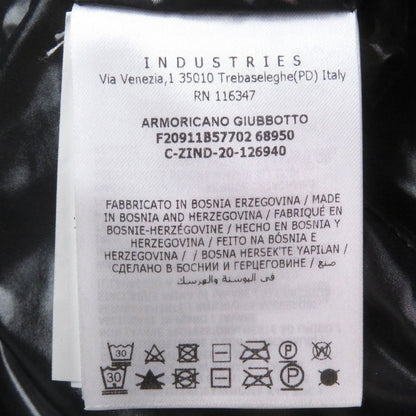 INDUSTRIES
Via Venezia,1 35010 Trebaseleghe(PD) Italy
RN 116347
ARMORICANO GIUBBOTTO
F20911B57702 68950
C-ZIND-20-126940
FABBRICATO IN BOSNIA ERZEGOVINA / MADE
IN BOSNIA AND HERZEGOVINA / FABRIQUÉ EN
BOSNIE-HERZÉGOVINE / HECHO EN BOSNIA Y
HERZEGOVINA / FEITO NA BÓSNIA E
HERZEGOVINA / / BOSNA HERSEK'TE YAPILAN /
СДЕЛАНО В БОСНИИ И ГЕРЦЕГОВИНЕ / صنع
في البوسنة والهرسك
30 P W
30 P W